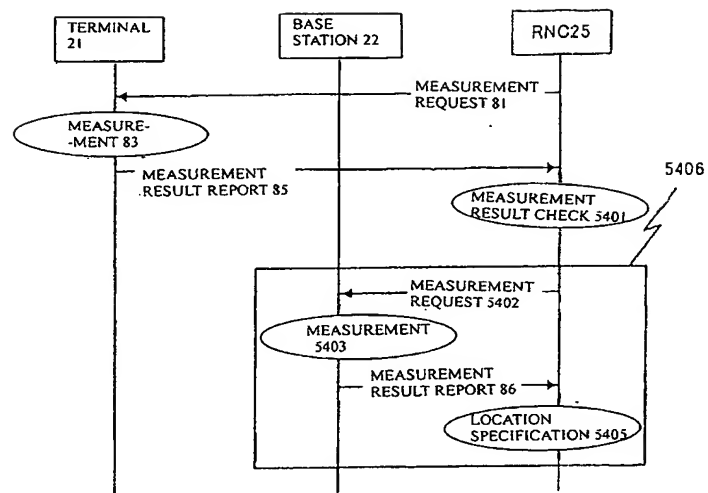 TERMINAL
21
BASE
STATION 22
RNC25
MEASUREMENT
REQUEST 81
MEASURE-
-MENT 83
MEASUREMENT
RESULT REPORT 85
5406
MEASUREMENT
RESULT CHECK 5401
MEASUREMENT
REQUEST 5402
MEASUREMENT
5403
MEASUREMENT
RESULT REPORT 86
LOCATION
SPECIFICATION 5405